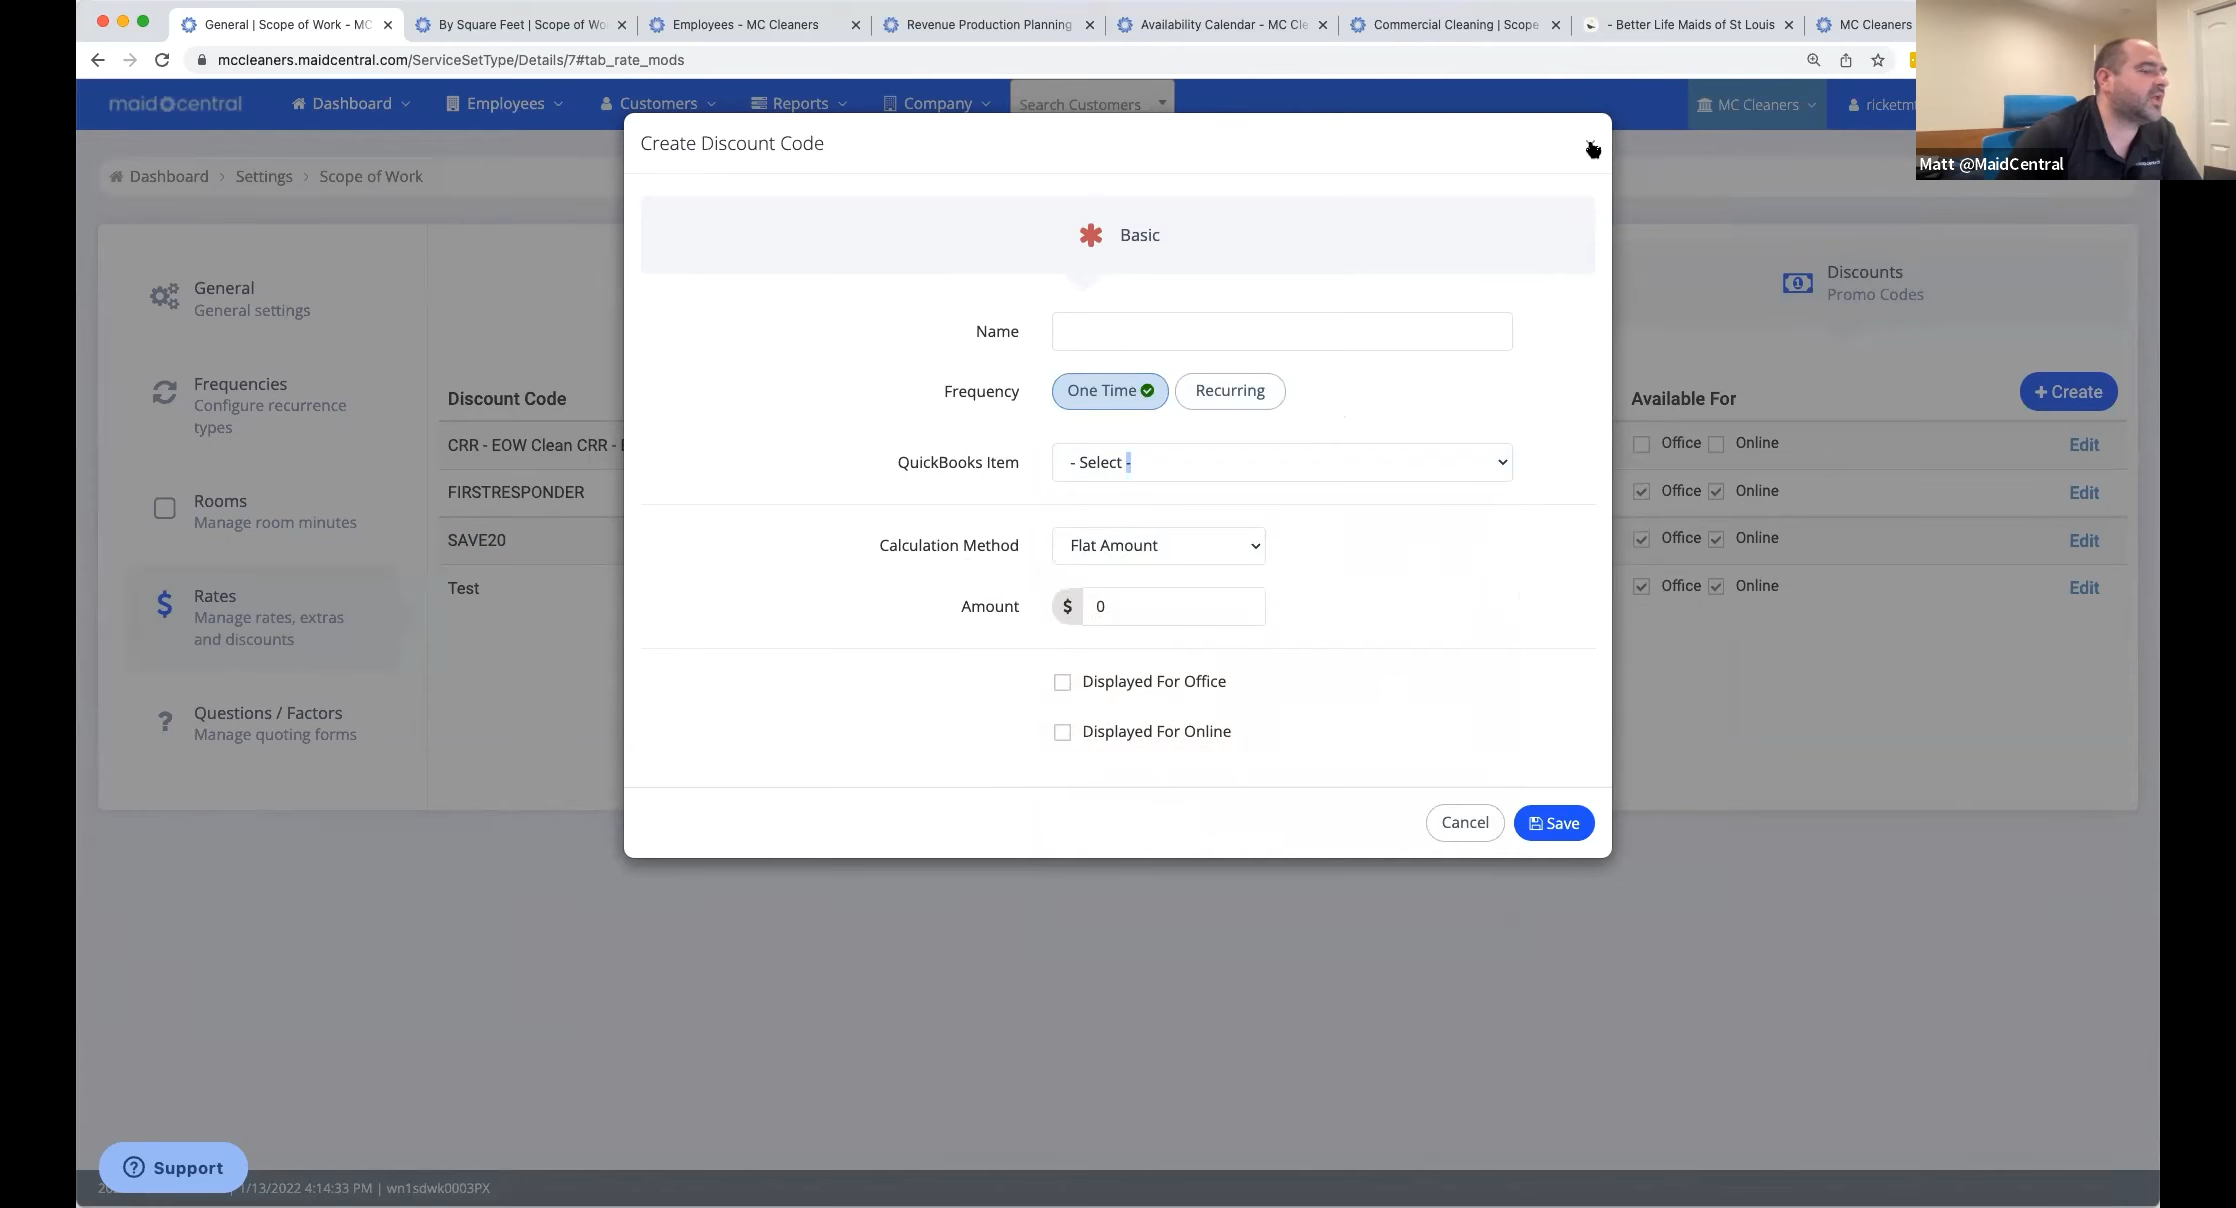 General | Scope of Work - MC
By Square Feet | Scope of Wo
Employees - MC Cleaners
Revenue Production Planning
Availability Calendar - MC Cle
Commercial Cleaning | Scope
- Better Life Maids of St Louis
MC Cleaners
mccleaners.maidcentral.com/ServiceSetType/Details/7#tab_rate_mods
maidcentral
Dashboard
Employees
Customers
Reports
Company
Search Customers
MC Cleaners
ricketmt
Matt @MaidCentral
Create Discount Code
Dashboard > Settings > Scope of Work
Basic
General
General settings
Frequencies
Configure recurrence
types
Rooms
Manage room minutes
Rates
Manage rates, extras
and discounts
Questions / Factors
Manage quoting forms
Discount Code
CRR - EOW Clean CRR -
FIRSTRESPONDER
SAVE20
Test
Name
Frequency
One Time
Recurring
QuickBooks Item
- Select -
Calculation Method
Flat Amount
Amount
$ 0
Displayed For Office
Displayed For Online
Cancel
Save
Discounts
Promo Codes
Available For
+ Create
Office Online Edit
Office Online Edit
Office Online Edit
Office Online Edit
Support
1/13/2022 4:14:33 PM | wn1sdwk0003PX